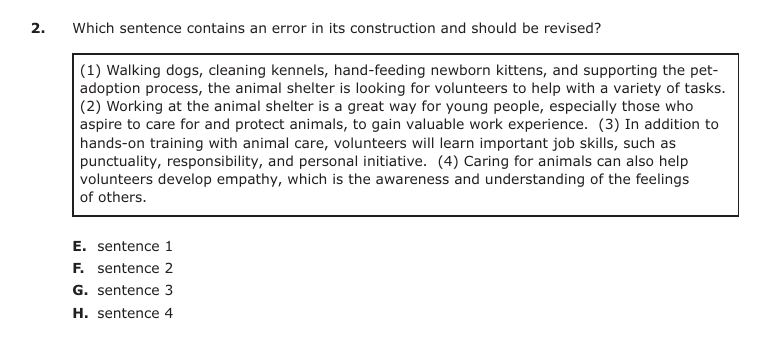 2. Which sentence contains an error in its construction and should be revised?
(1) Walking dogs, cleaning kennels, hand-feeding newborn kittens, and supporting the pet-
adoption process, the animal shelter is looking for volunteers to help with a variety of tasks.
(2) Working at the animal shelter is a great way for young people, especially those who
aspire to care for and protect animals, to gain valuable work experience. (3) In addition to
hands-on training with animal care, volunteers will learn important job skills, such as
punctuality, responsibility, and personal initiative. (4) Caring for animals can also help
volunteers develop empathy, which is the awareness and understanding of the feelings
of others.
E. sentence 1
F. sentence 2
G. sentence 3
H. sentence 4